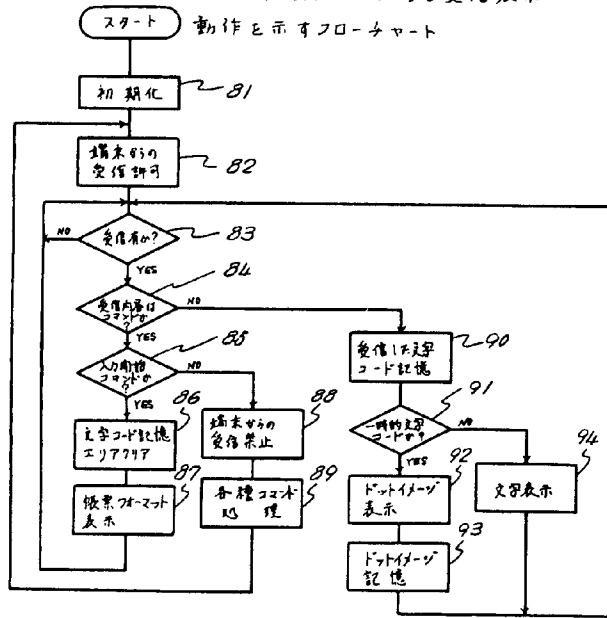 スタート
動作を示すフローチャート
初期化
81
端末からの
受信許可
82
受信有か?
83
NO
YES
84
受信内容は
コマンドか
?
NO
YES
85
入力開始
コマンドか
?
NO
YES
86
文字コード記憶
エリアクリア
87
帳票フォーマット
表示
88
端末からの
受信禁止
89
各種コマンド
処理
90
受信した文字
コード記憶
91
一時的文字
コードか?
NO
YES
92
ドットイメージ
表示
93
ドットイメージ
記憶
94
文字表示